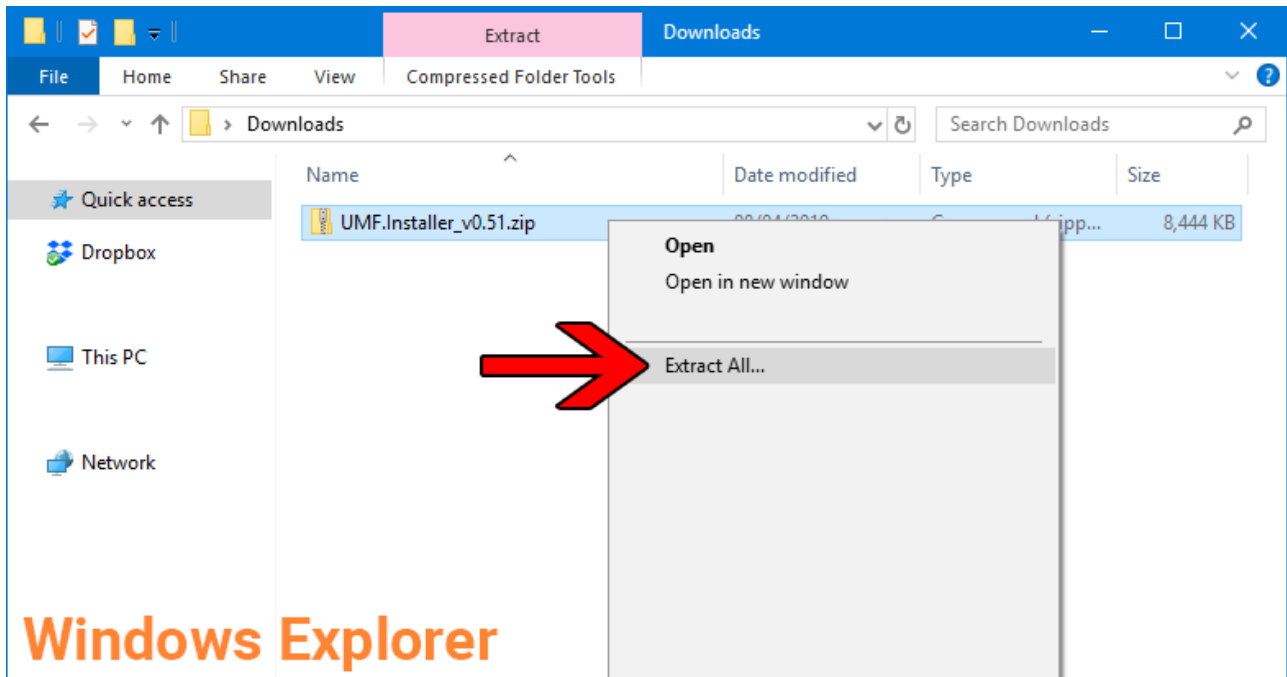 Extract
Downloads
File Home Share View Compressed Folder Tools
Downloads
Search Downloads
Name Date modified Type Size
Quick access
UMF.Installer_v0.51.zip 8,444 KB
Open
Dropbox
Open in new window
This PC
Extract All...
Network
Windows Explorer